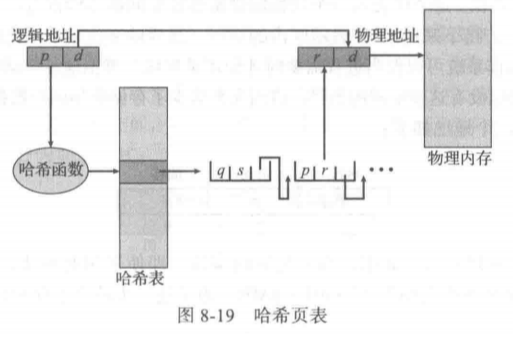 逻辑地址
p d
物理地址
r d
物理内存
哈希函数
q s
p r
•••
哈希表
图 8-19 哈希页表